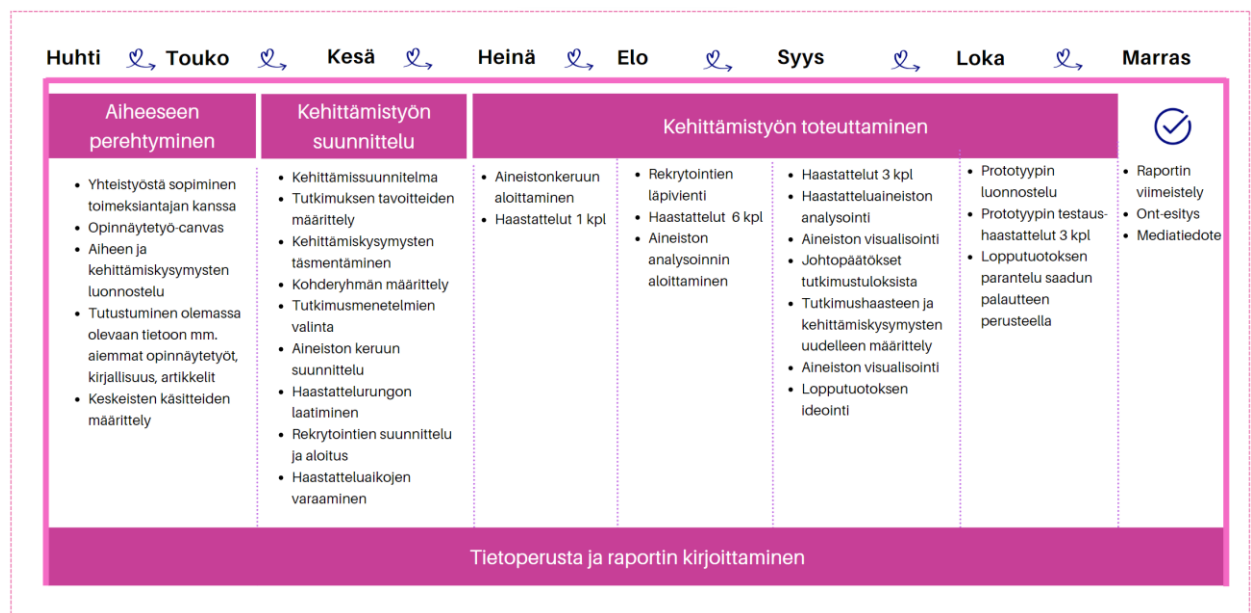 Huhti Touko Kesä Heinä Elo Syys Loka Marras
Aiheeseen
perehtyminen
Kehittämistyön
suunnittelu
Kehittämistyön toteuttaminen
• Yhteistyöstä sopiminen
toimeksiantajan kanssa
• Opinnäytetyö-canvas
• Aiheen ja
kehittämiskysymysten
luonnostelu
• Tutustuminen olemassa
olevaan tietoon mm.
aiemmat opinnäytetyöt,
kirjallisuus, artikkelit
• Keskeisten käsitteiden
määrittely
• Kehittämissuunnitelma
• Tutkimuksen tavoitteiden
määrittely
• Kehittämiskysymysten
täsmentäminen
• Kohderyhmän määrittely
• Tutkimusmenetelmien
valinta
• Aineiston keruun
suunnittelu
• Haastattelurungon
laatiminen
• Rekrytointien suunnittelu
ja aloitus
• Haastatteluaikojen
varaaminen
• Aineistonkeruun
aloittaminen
• Haastattelut 1 kpl
• Rekrytointien
läpivienti
• Haastattelut 6 kpl
• Aineiston
analysoinnin
aloittaminen
• Haastattelut 3 kpl
• Haastatteluaineiston
analysointi
• Aineiston visualisointi
• Johtopäätökset
tutkimustuloksista
• Tutkimushaasteen ja
kehittämiskysymysten
uudelleen määrittely
• Aineiston visualisointi
• Lopputuotoksen
ideointi
• Prototyypin
luonnostelu
• Prototyypin testaus-
haastattelut 3 kpl
• Lopputuotoksen
parantelu saadun
palautteen
perusteella
• Raportin
viimeistely
• Ont-esitys
• Mediatiedote
Tietoperusta ja raportin kirjoittaminen